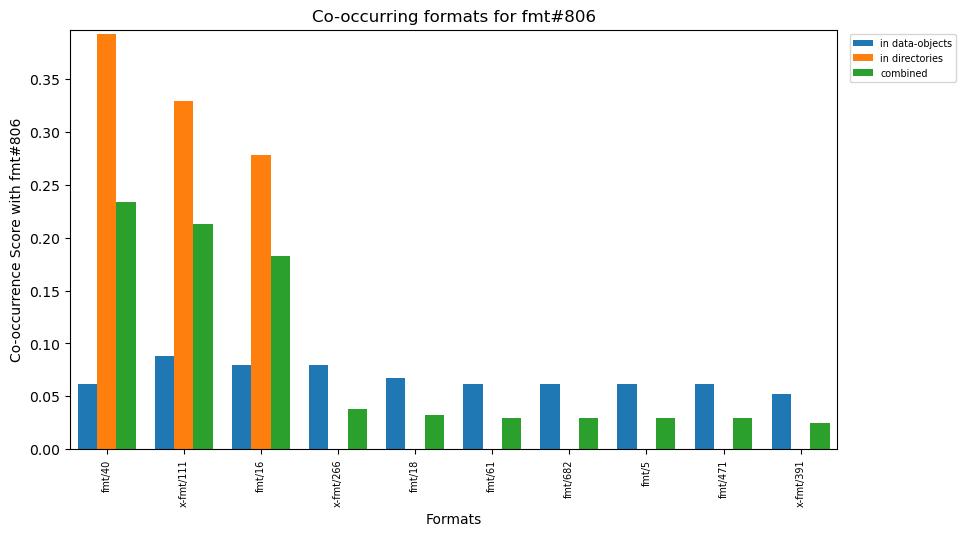 Co-occurring formats for fmt#806
in data-objects
in directories
combined
Co-occurrence Score with fmt#806
0.35
0.30
0.25
0.20
0.15
0.10
0.05
0.00
fmt/40
x-fmt/111
fmt/16
x-fmt/266
fmt/18
fmt/61
fmt/682
fmt/5
fmt/471
x-fmt/391
Formats